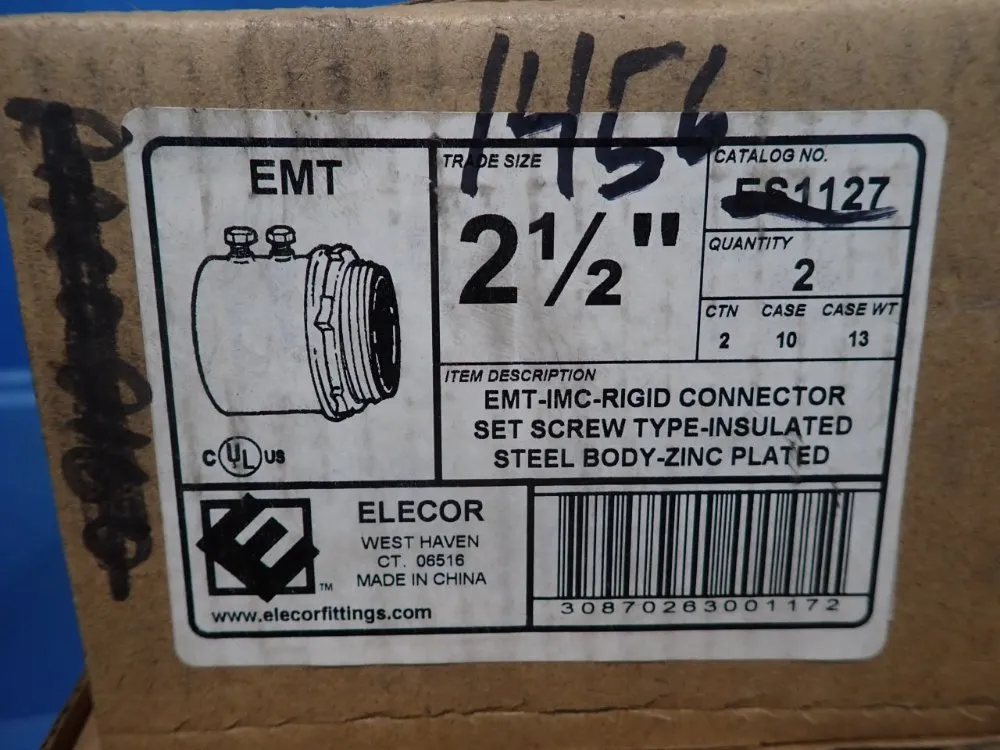 1456
EMT
TRADE SIZE
2½"
CATALOG NO.
ES1127
QUANTITY
2
CTN CASE CASE WT
2 10 13
ITEM DESCRIPTION
EMT-IMC-RIGID CONNECTOR
SET SCREW TYPE-INSULATED
STEEL BODY-ZINC PLATED
C UL US
E TM
ELECOR
WEST HAVEN
CT. 06516
MADE IN CHINA
www.elecorfittings.com
30870263001172